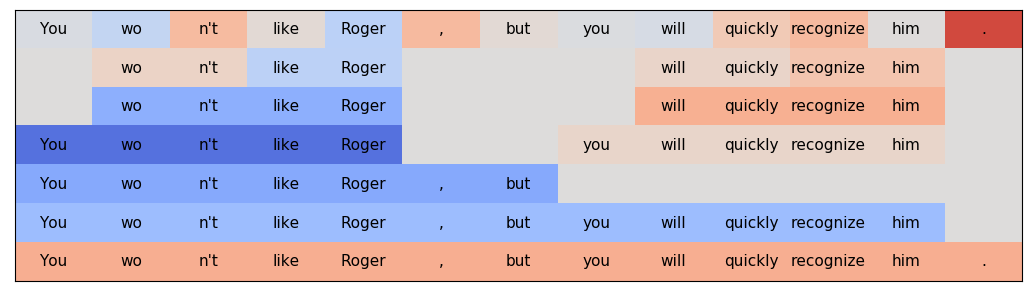 You wo n't like Roger , but you will quickly recognize him .
wo n't like Roger will quickly recognize him
wo n't like Roger will quickly recognize him
You wo n't like Roger you will quickly recognize him
You wo n't like Roger , but
You wo n't like Roger , but you will quickly recognize him
You wo n't like Roger , but you will quickly recognize him .